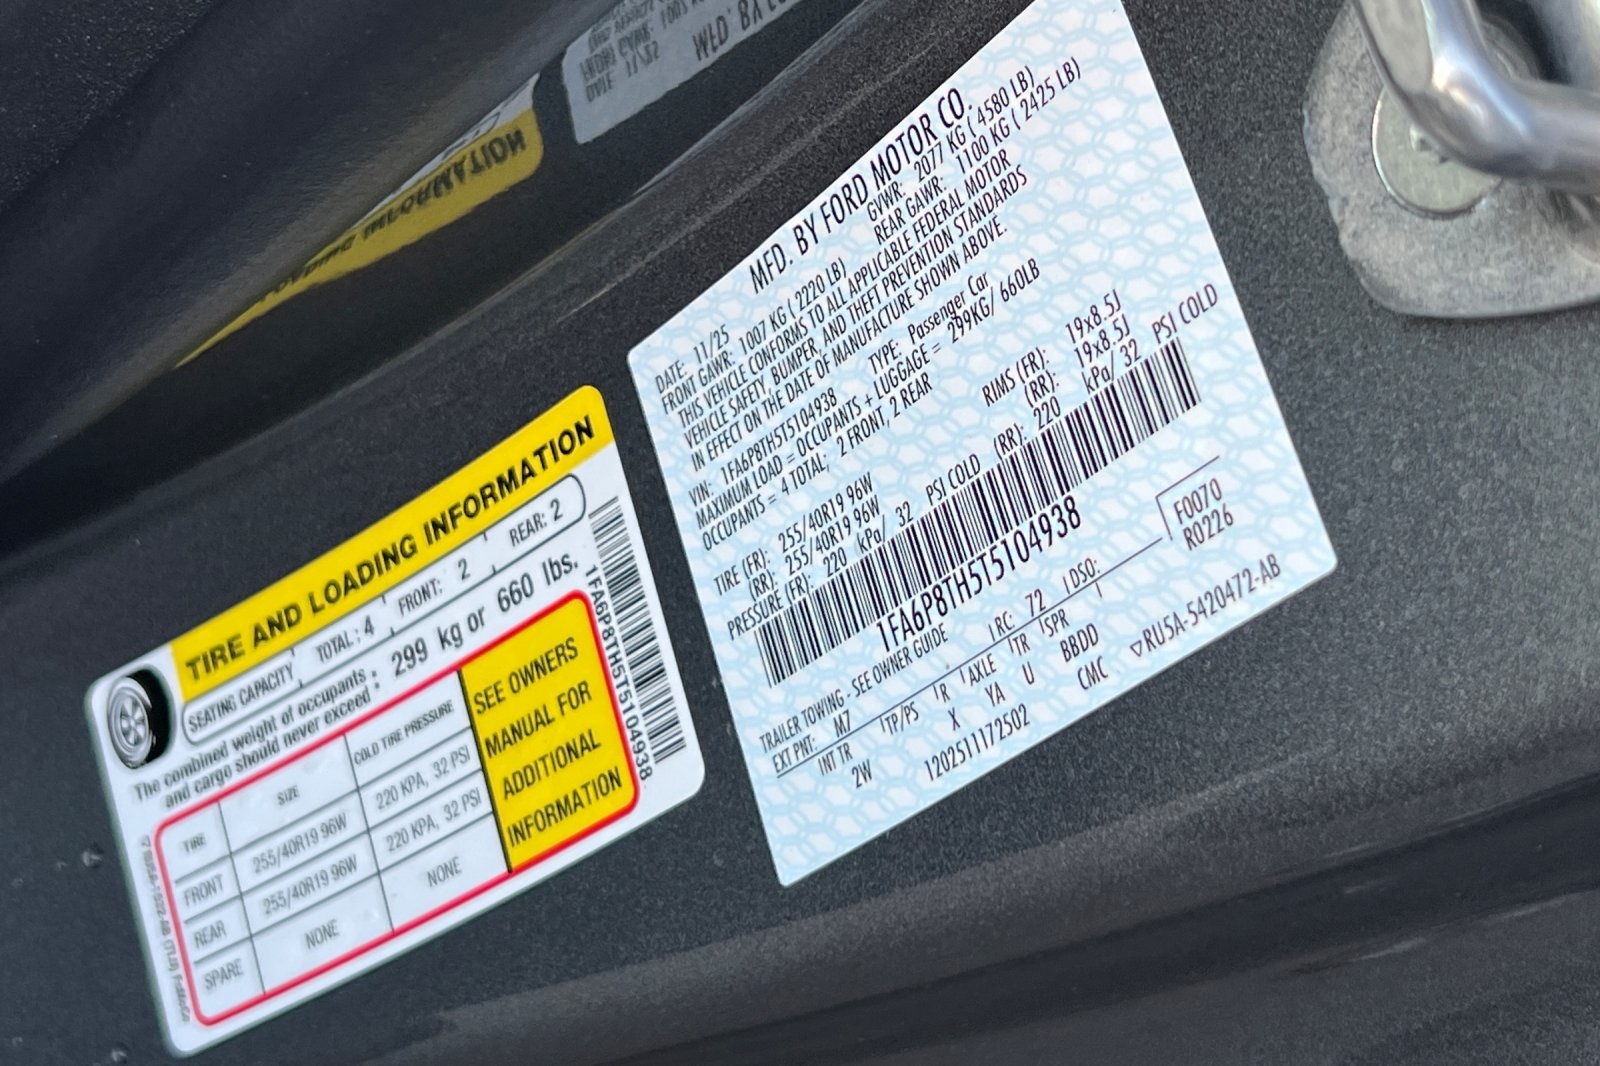 MFD. BY FORD MOTOR CO.
DATE: 11/25 GVWR: 2077 KG ( 4580 LB)
FRONT GAWR: 1007 KG ( 2220 LB) REAR GAWR: 1100 KG ( 2425 LB)
THIS VEHICLE CONFORMS TO ALL APPLICABLE FEDERAL MOTOR
VEHICLE SAFETY, BUMPER, AND THEFT PREVENTION STANDARDS
IN EFFECT ON THE DATE OF MANUFACTURE SHOWN ABOVE.
VIN: 1FA6P8TH5T5104938 TYPE: Passenger Car
MAXIMUM LOAD = OCCUPANTS + LUGGAGE = 299KG/ 660LB
OCCUPANTS = 4 TOTAL; 2 FRONT, 2 REAR
TIRE (FR): 255/40R19 96W RIMS (FR): 19x8.5J
(RR): 255/40R19 96W (RR): 19x8.5J
PRESSURE (FR): 220 kPa/ 32 PSI COLD (RR): 220 kPa/ 32 PSI COLD
1FA6P8TH5T5104938
TRAILER TOWING - SEE OWNER GUIDE F0070
EXT PNT: M7 RC: 72 DSO: R0226
INT TR TP/PS R AXLE TR SPR
2W X YA U BBDD
1202511172502 CMC
▽RU5A-5420472-AB
TIRE AND LOADING INFORMATION
SEATING CAPACITY TOTAL: 4 FRONT: 2 REAR: 2
The combined weight of occupants and cargo should never exceed : 299 kg or 660 lbs.
TIRE SIZE COLD TIRE PRESSURE
FRONT 255/40R19 96W 220 KPA, 32 PSI
REAR 255/40R19 96W 220 KPA, 32 PSI
SPARE NONE NONE
SEE OWNERS
MANUAL FOR
ADDITIONAL
INFORMATION
1FA6P8TH5T5104938